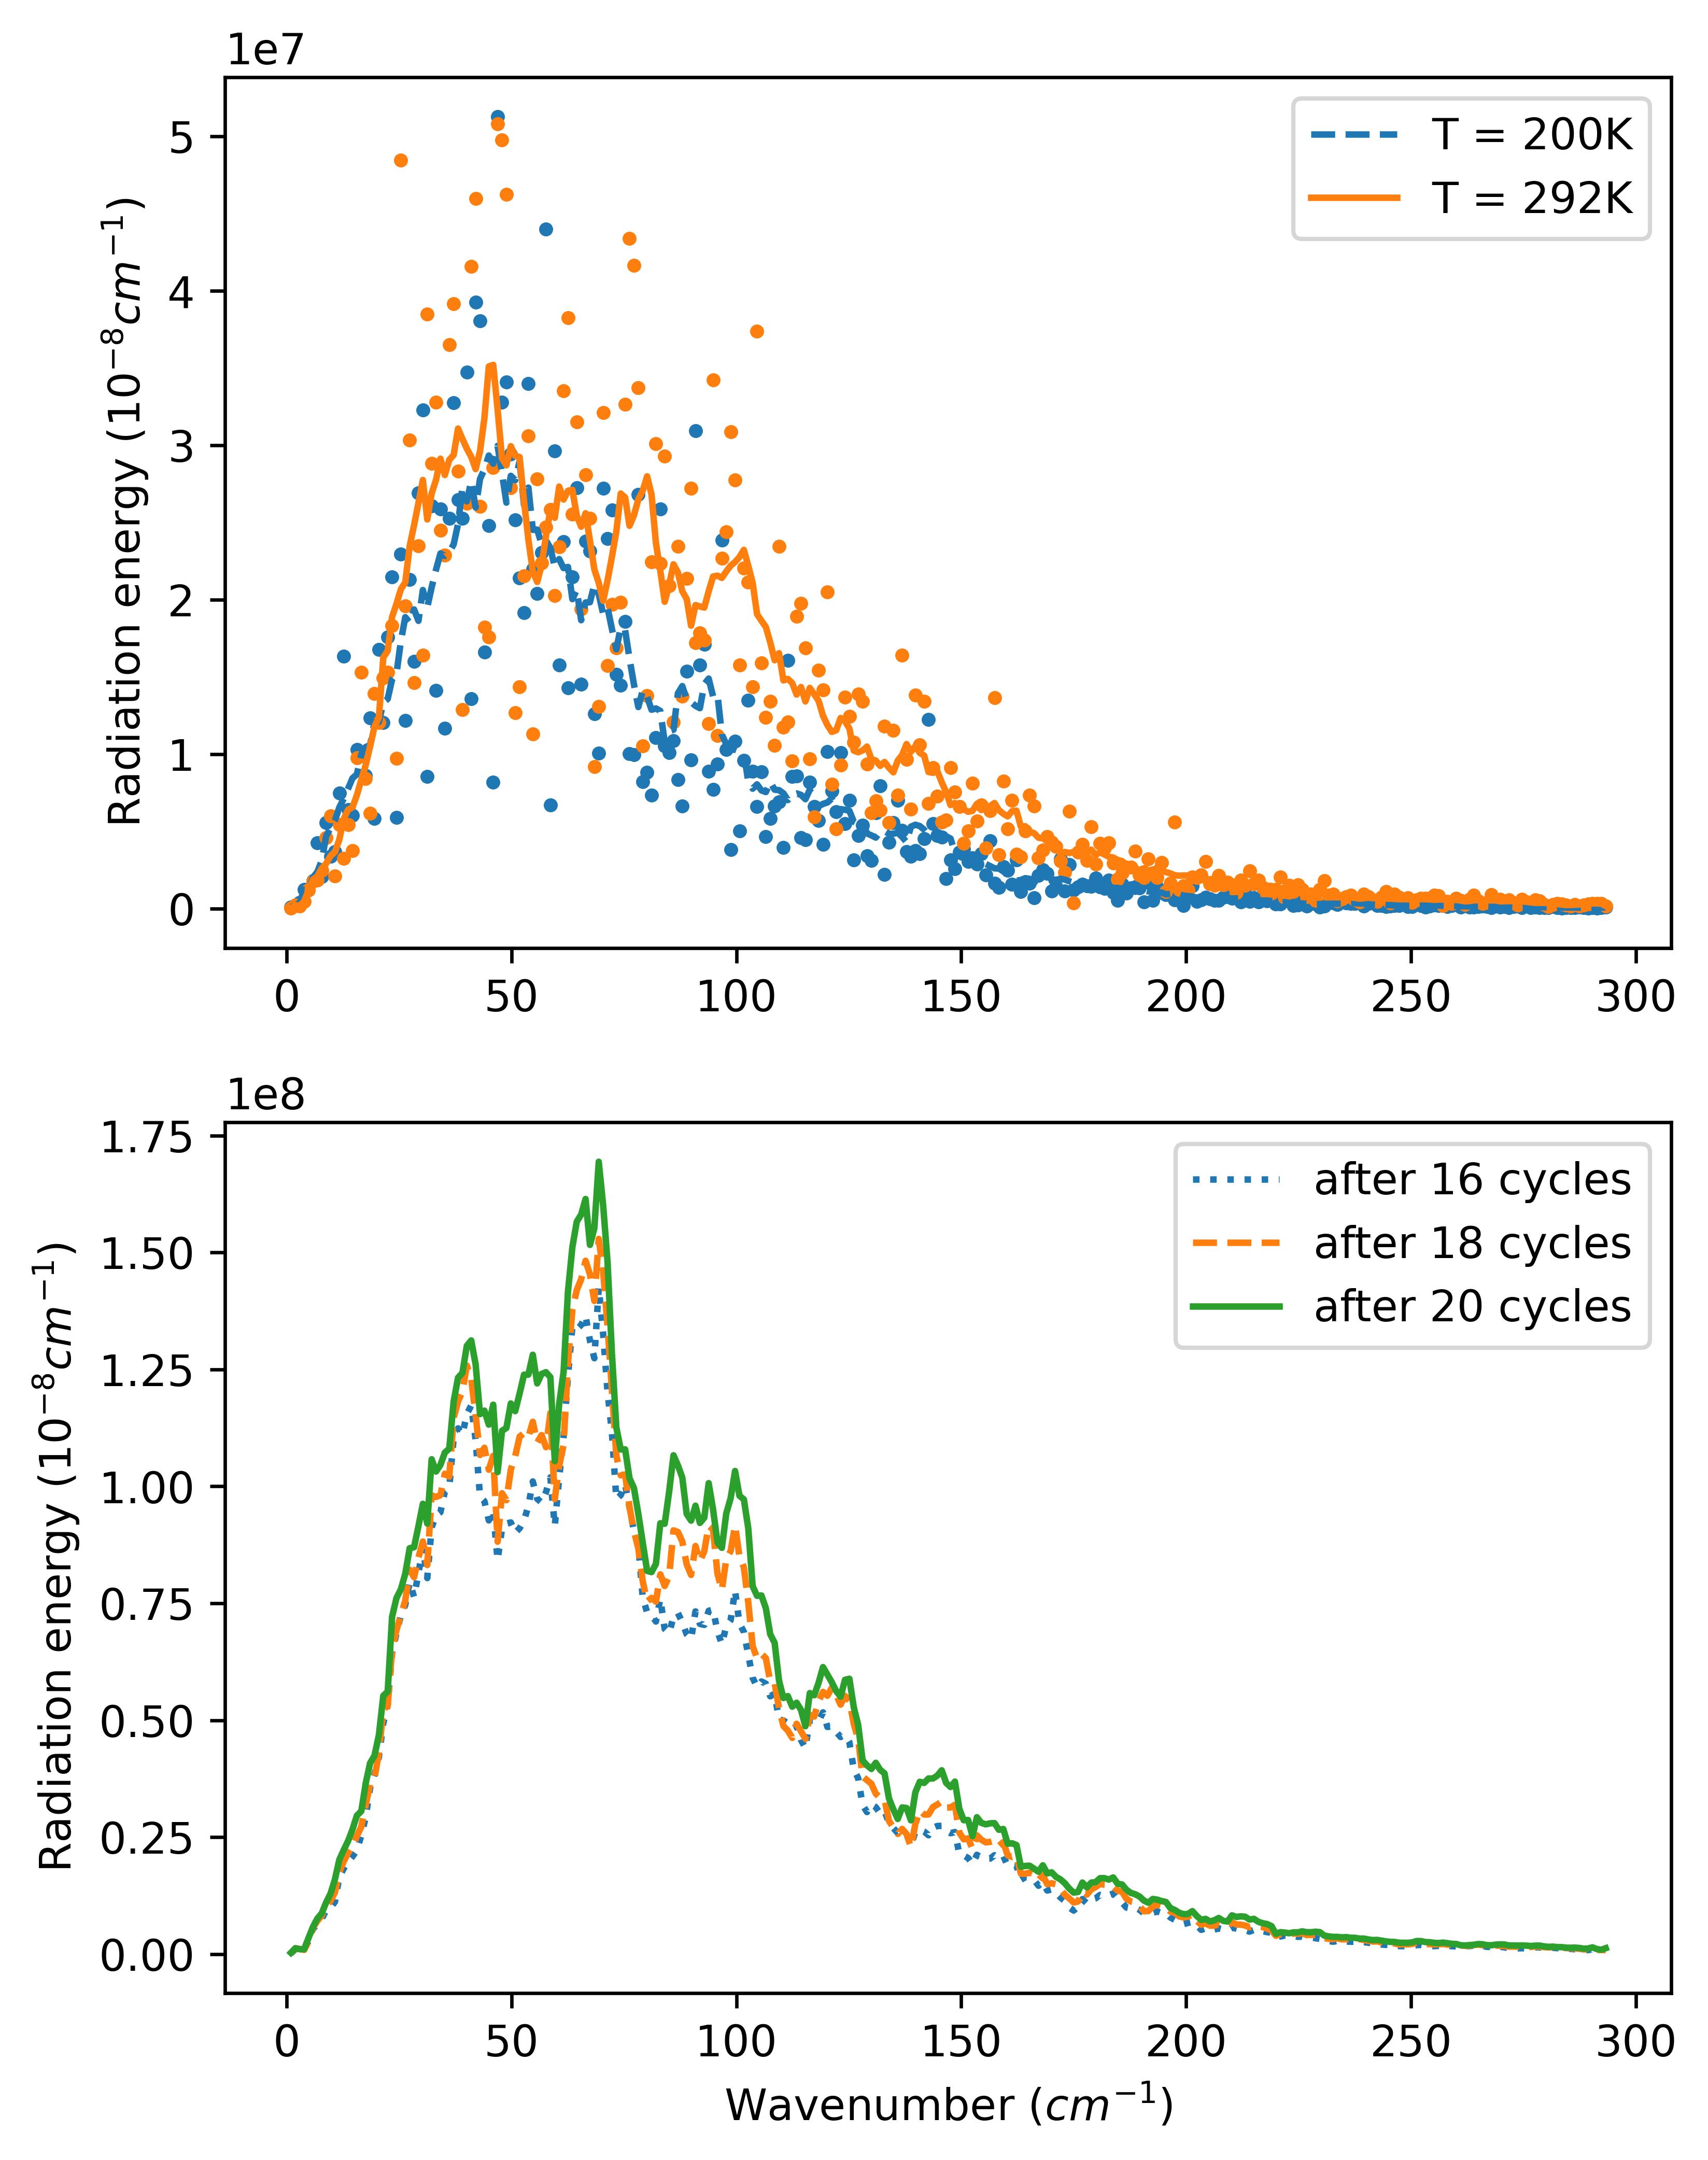 1e7
Radiation energy (10⁻⁸cm⁻¹)
5
4
3
2
1
0
T = 200K
T = 292K
0 50 100 150 200 250 300
1e8
Radiation energy (10⁻⁸cm⁻¹)
1.75
1.50
1.25
1.00
0.75
0.50
0.25
0.00
after 16 cycles
after 18 cycles
after 20 cycles
0 50 100 150 200 250 300
Wavenumber (cm⁻¹)